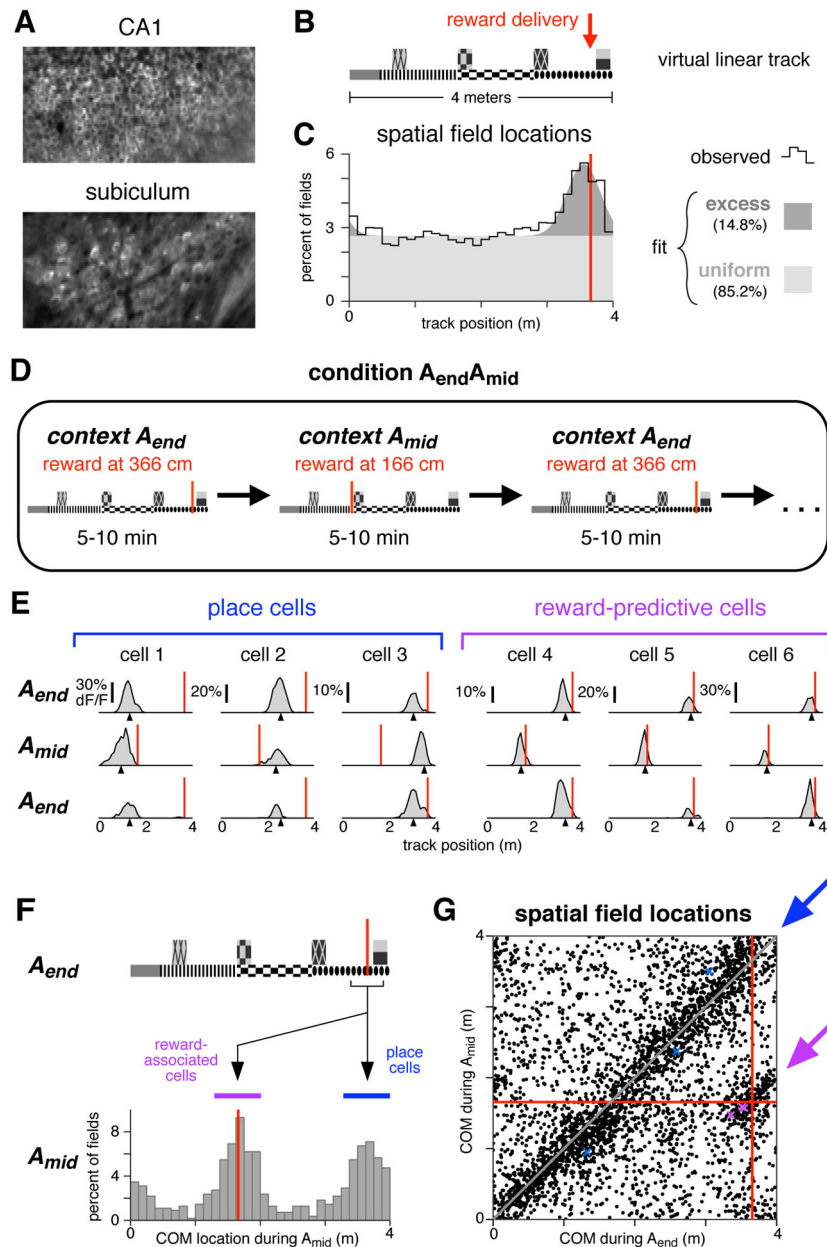 A
CA1
subiculum
B
reward delivery
virtual linear track
4 meters
C
spatial field locations
percent of fields
6
3
0
0
4
track position (m)
observed
fit
excess
(14.8%)
uniform
(85.2%)
D
condition AendAmid
context Aend
reward at 366 cm
5-10 min
context Amid
reward at 166 cm
5-10 min
context Aend
reward at 366 cm
5-10 min
. . .
E
place cells
reward-predictive cells
cell 1
cell 2
cell 3
cell 4
cell 5
cell 6
Aend
30%
dF/F
20%
10%
10%
20%
30%
Amid
Aend
0 2 4
0 2 4
0 2 4
0 2 4
0 2 4
0 2 4
track position (m)
F
Aend
reward-
associated
cells
place
cells
Amid
percent of fields
8
4
0
0
4
COM location during Amid (m)
G
spatial field locations
COM during Amid (m)
4
0
0
4
COM during Aend (m)